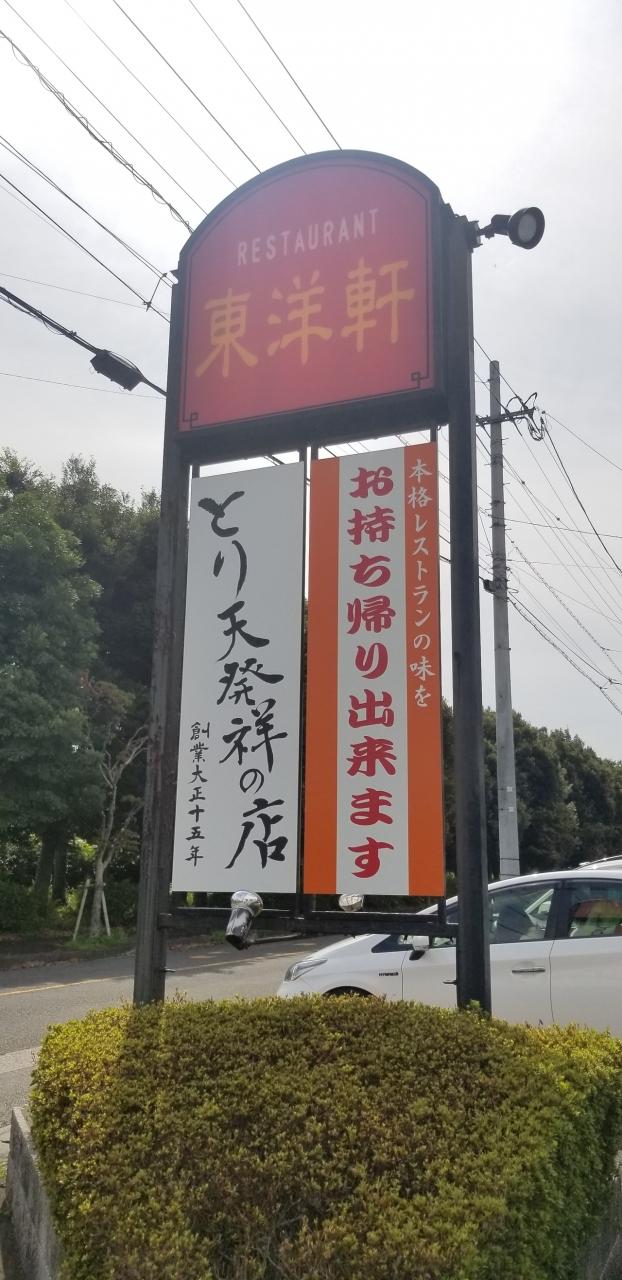 RESTAURANT
東洋軒
本格レストランの味を
お持ち帰り出来ます
とり天発祥の店
創業大正十五年